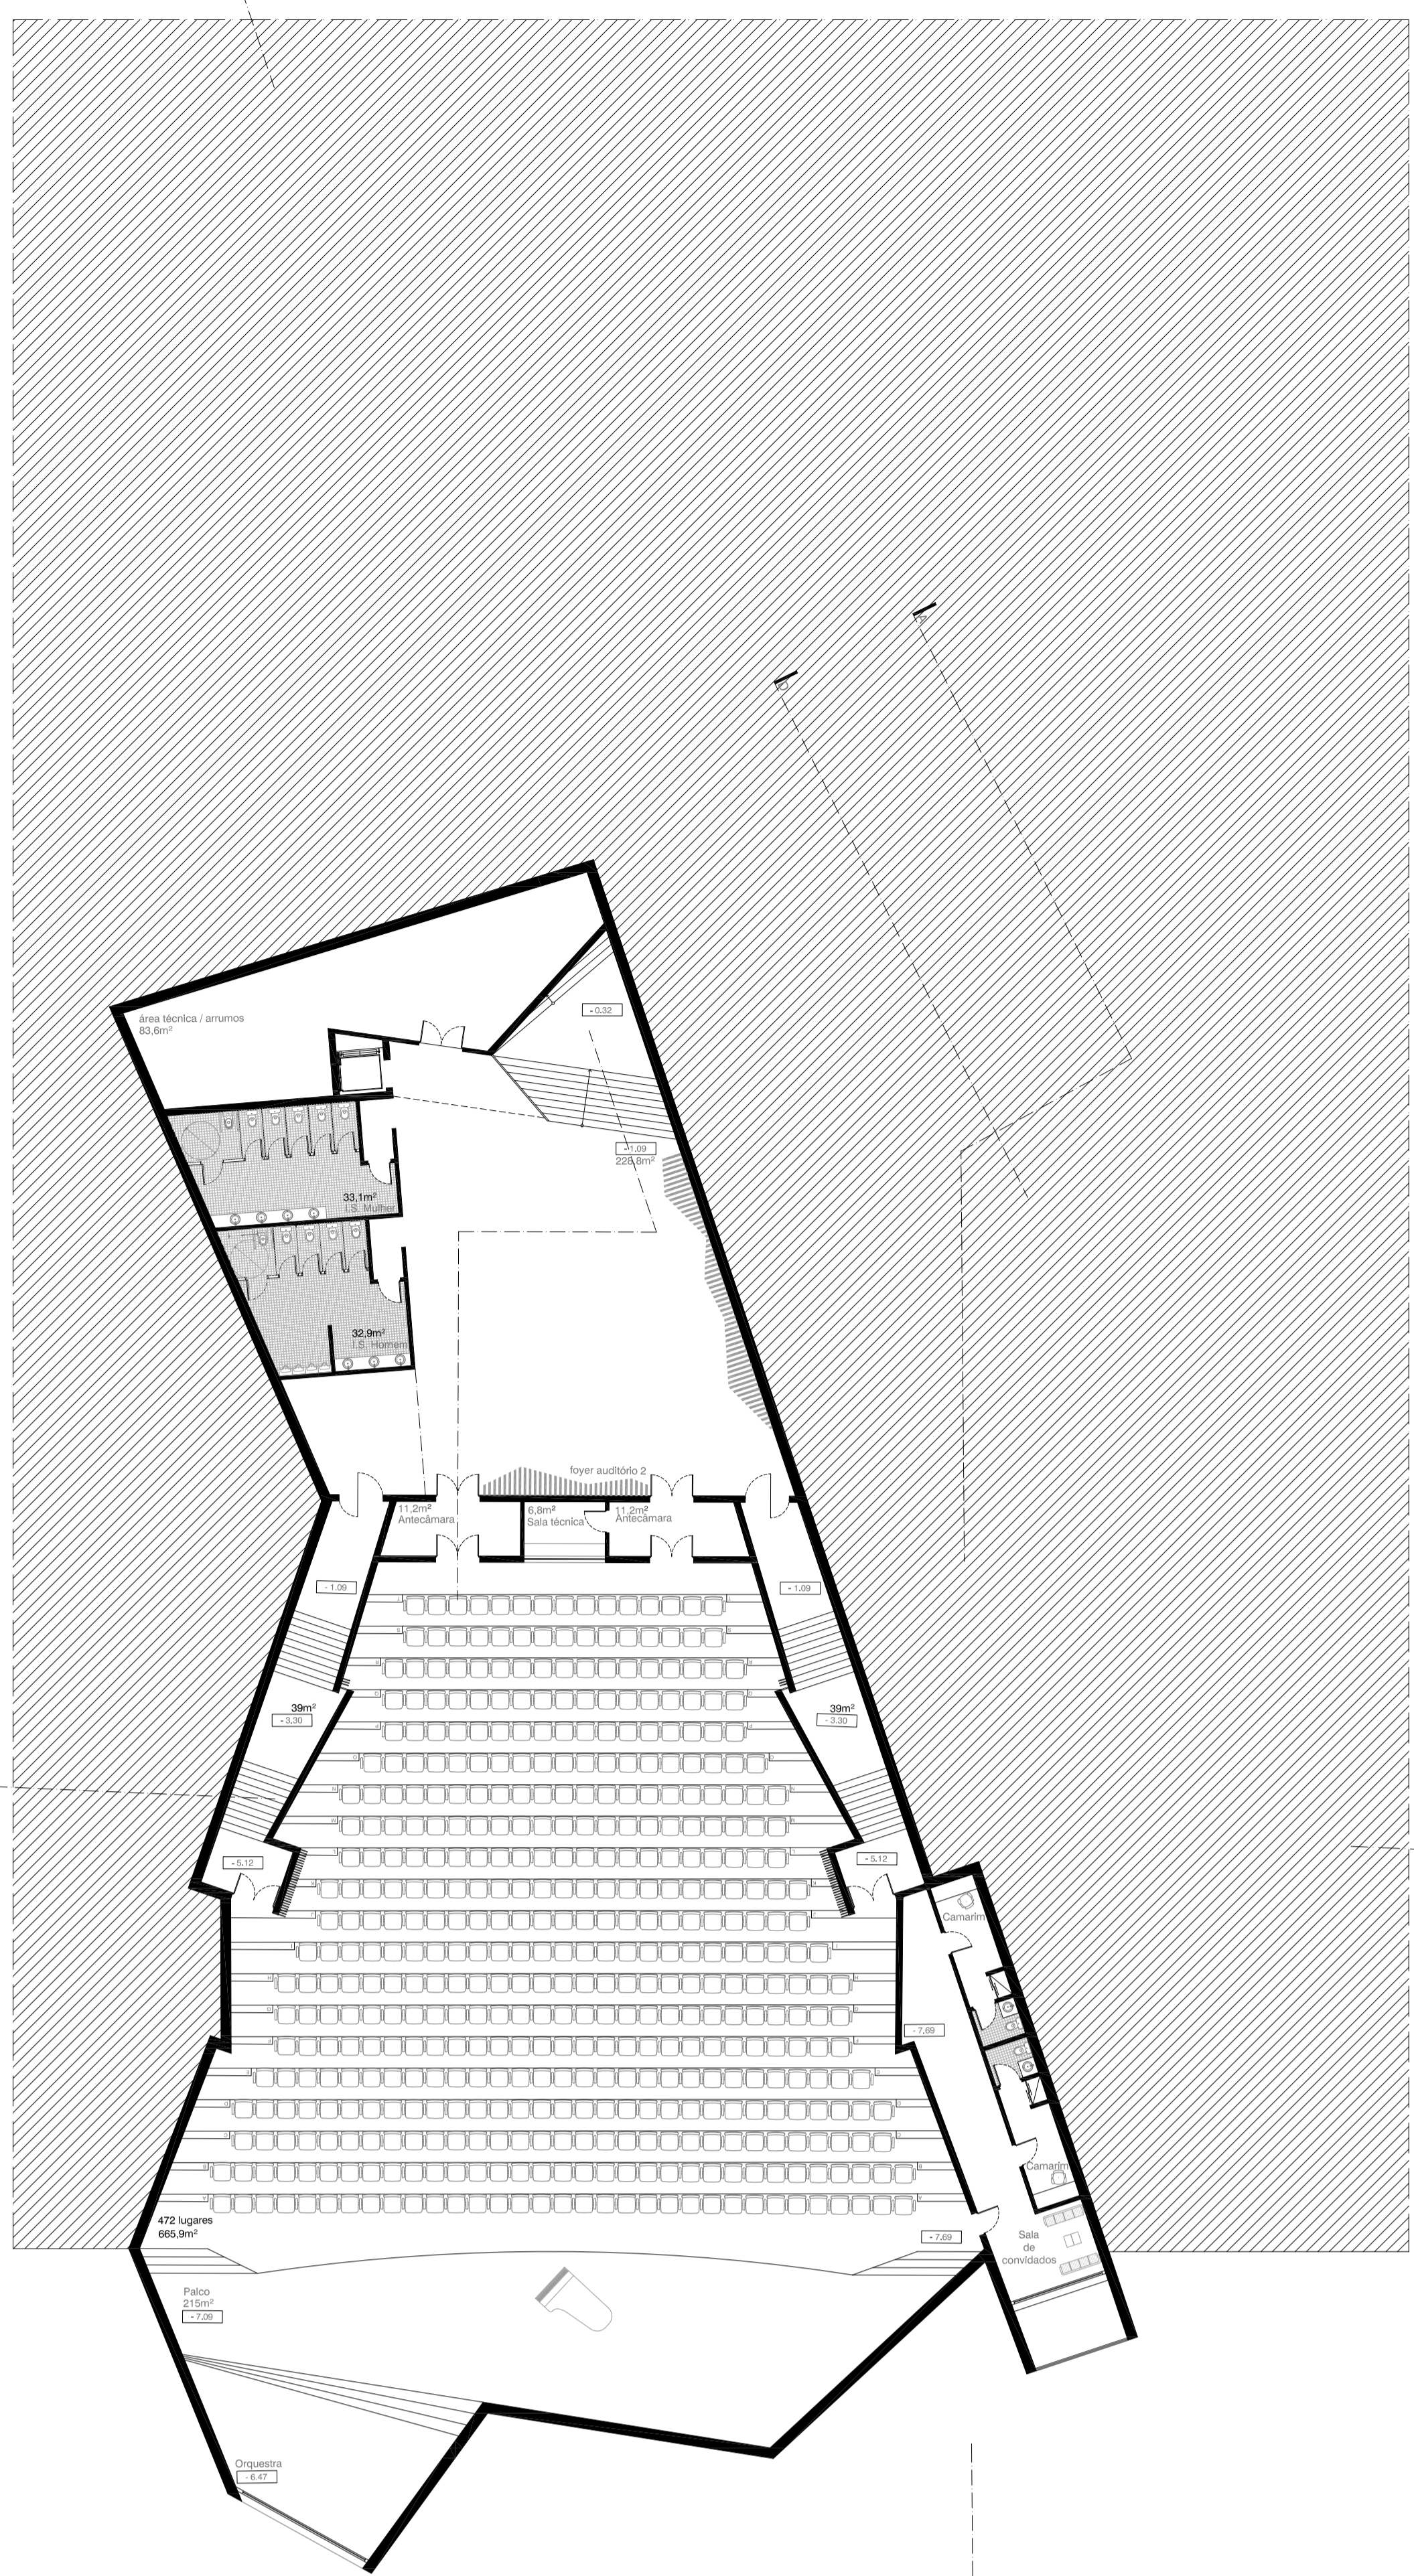 A
D
- 0.32
área técnica / arrumos
83,6m²
- 1.09
228,8m²
33,1m²
I.S. Mulher
32,9m²
I.S. Homem
foyer auditório 2
11,2m²
Antecâmara
6,8m²
Sala técnica
11,2m²
Antecâmara
- 1.09
- 1.09
39m²
- 3.30
39m²
- 3.30
- 5.12
- 5.12
Camarim
- 7.69
Camarim
472 lugares
665,9m²
- 7.69
Sala
de
convidados
Palco
215m²
- 7.09
Orquestra
- 6.47